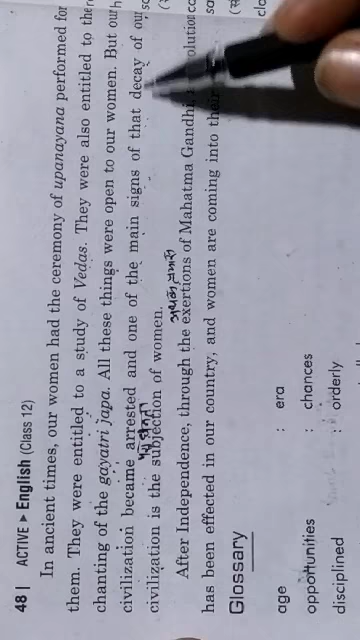 48 | ACTIVE ▸ English (Class 12)
In ancient times, our women had the ceremony of upanayana performed for
them. They were entitled to a study of Vedas. They were also entitled to the
chanting of the gayatri japa. All these things were open to our women. But our
civilization became arrested and one of the main signs of that decay of our
civilization is the subjection of women.
After Independence, through the exertions of Mahatma Gandhi, olution
has been effected in our country, and women are coming into their
Glossary
age : era
opportunities : chances
disciplined : orderly